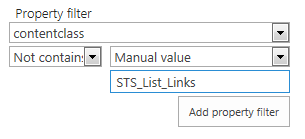 Property filter
contentclass
Not contain: Manual value
STS_List_Links
Add property filter